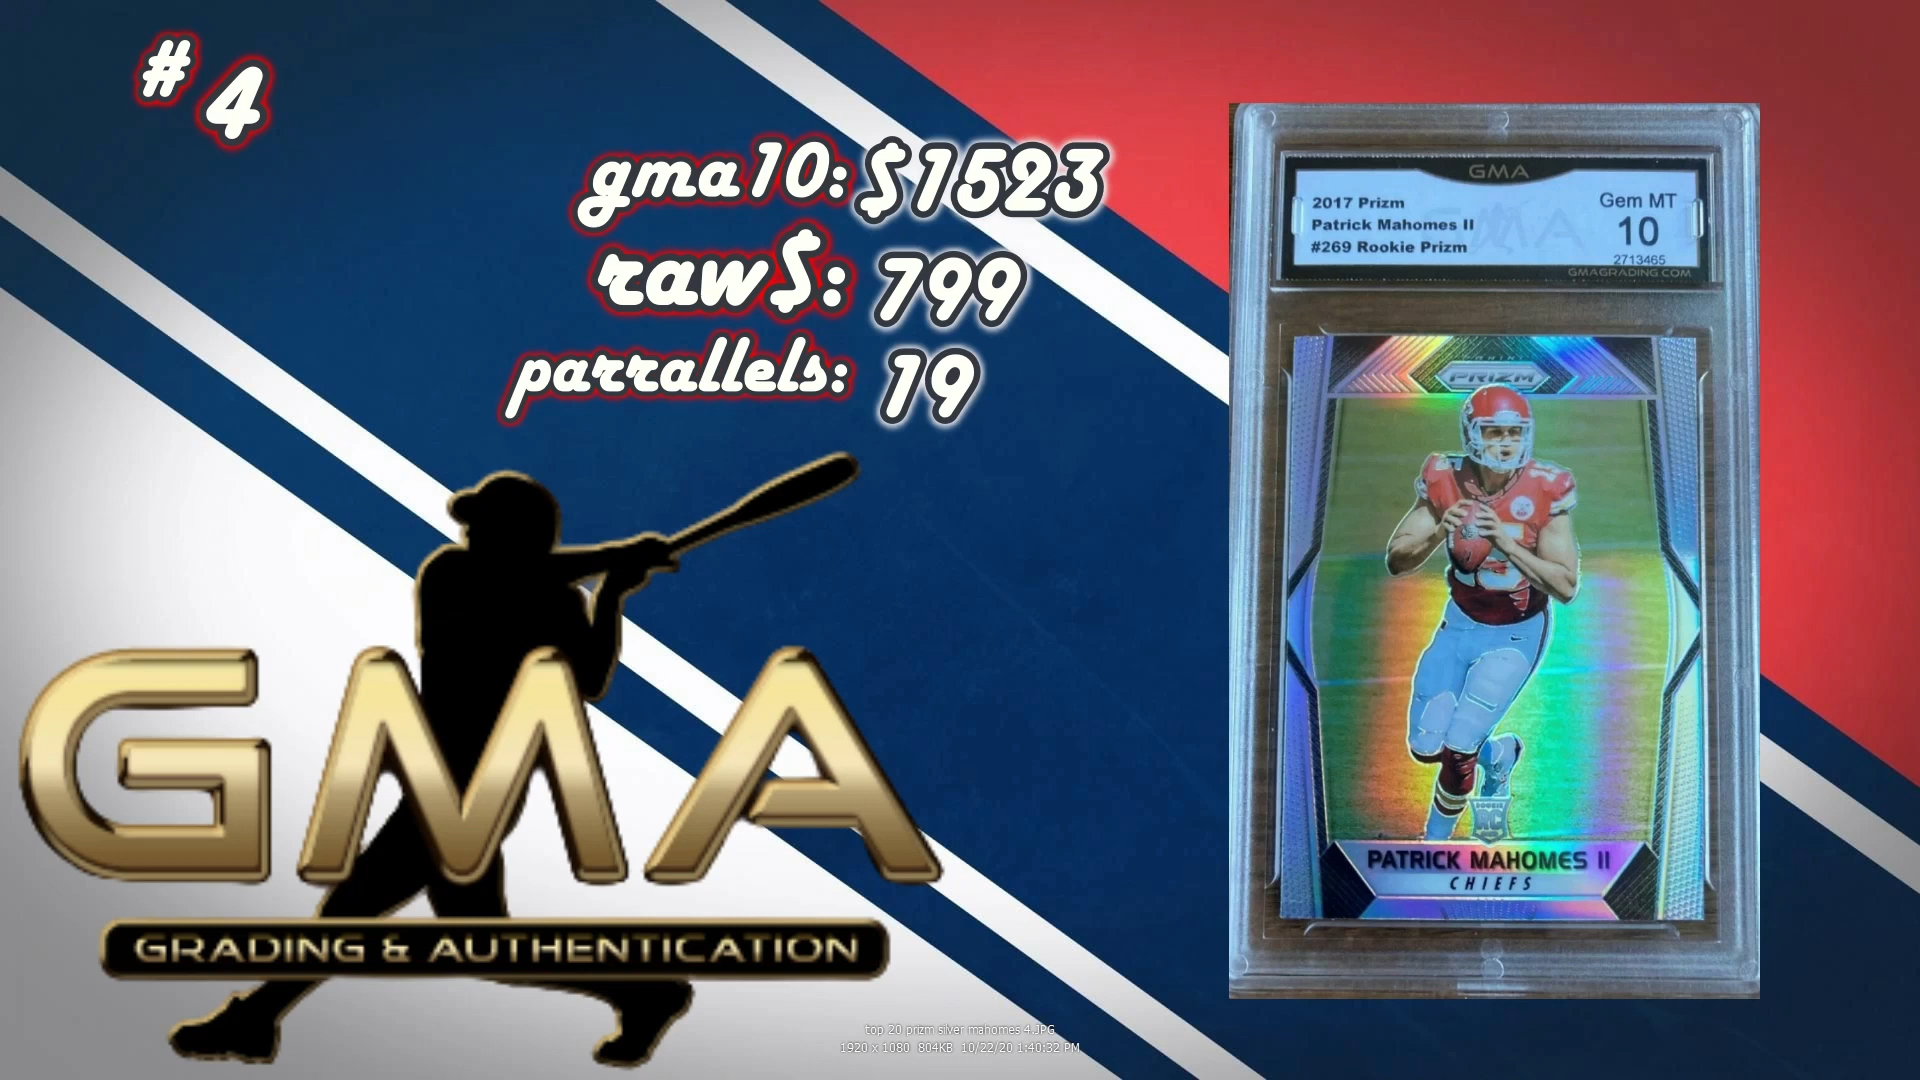 # 4
gma10: $1523
raw$: 799
parrallels: 19
GMA
2017 Prizm
Patrick Mahomes II
#269 Rookie Prizm
Gem MT
10
2713465
GMAGRADING.COM
PRIZM
RC
PATRICK MAHOMES II
CHIEFS
GMA
GRADING & AUTHENTICATION
top 20 prizm silver mahomes 4.JPG
1920 x 1080 804KB 10/22/20 1:40:32 PM